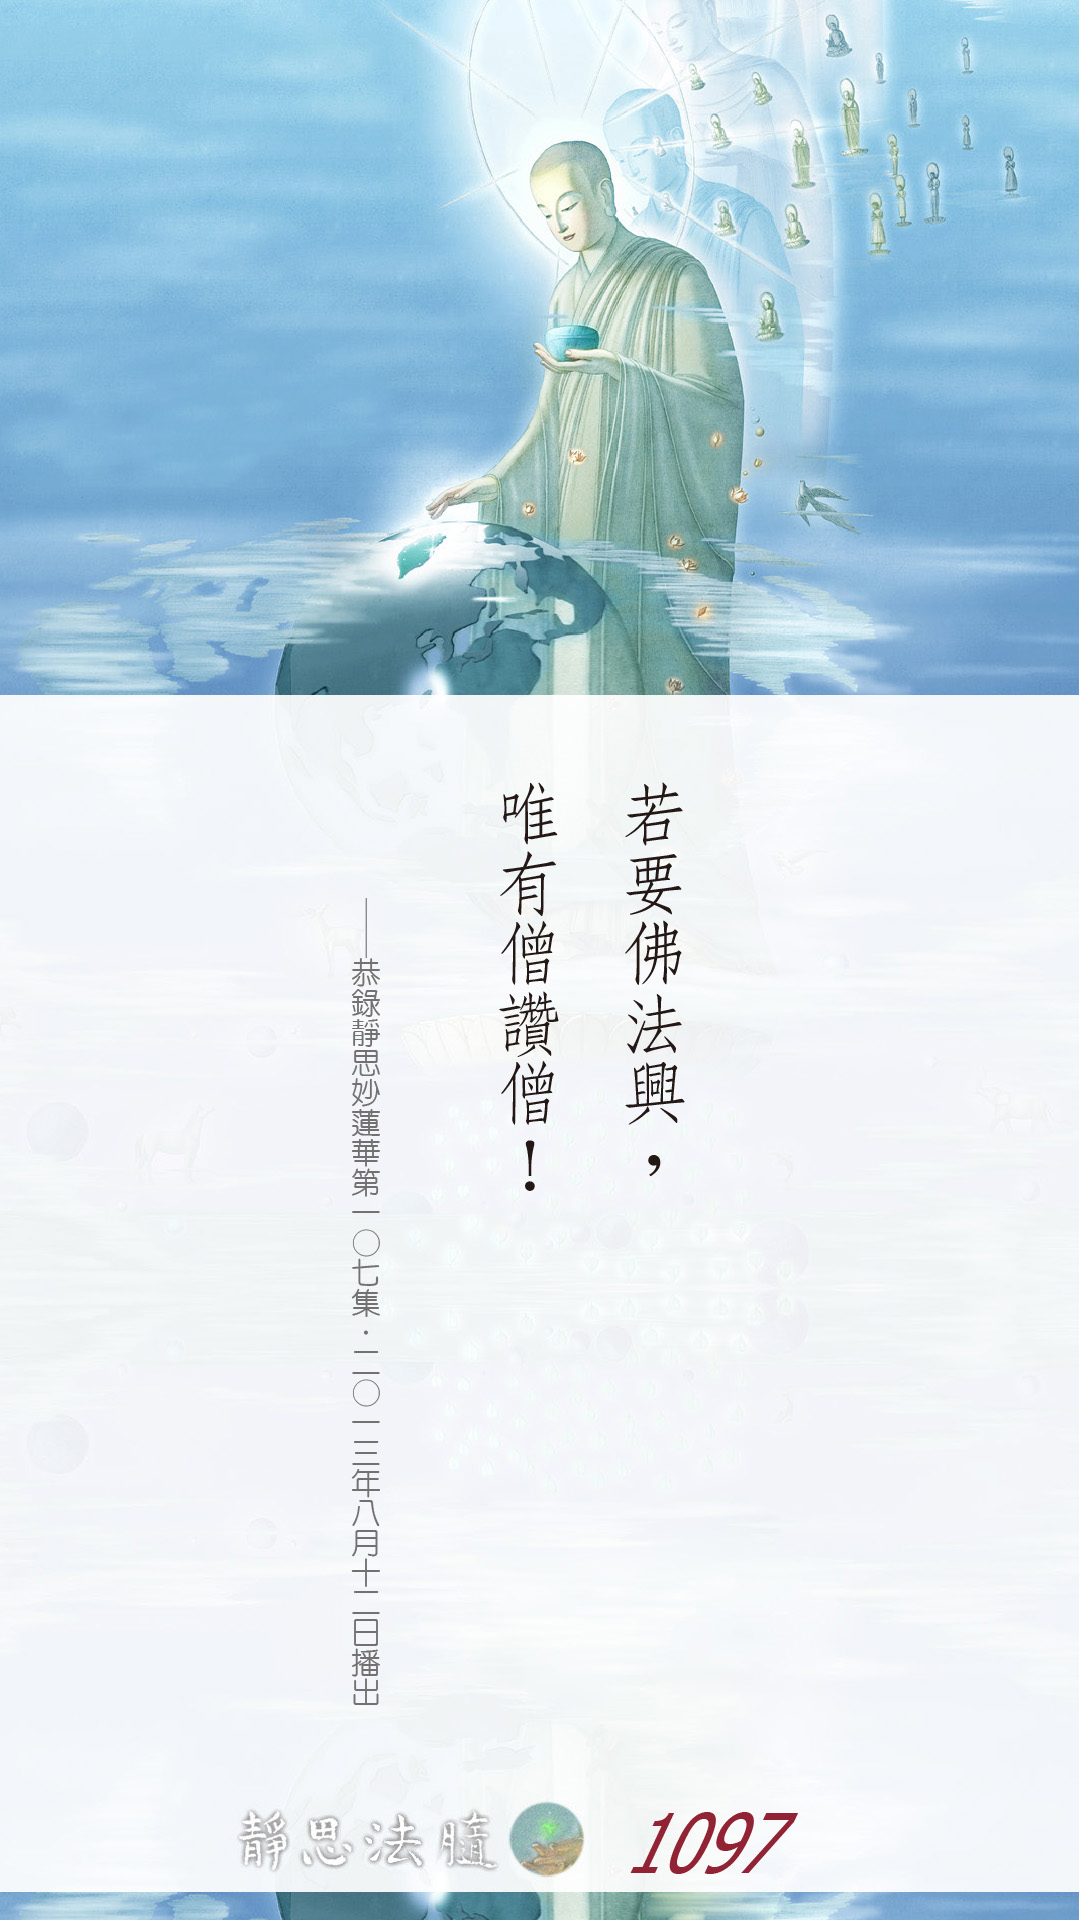 若要佛法興，
唯有僧讚僧！
——恭錄靜思妙蓮華第一〇七集．二〇一三年八月十二日播出
靜思法髓
1097